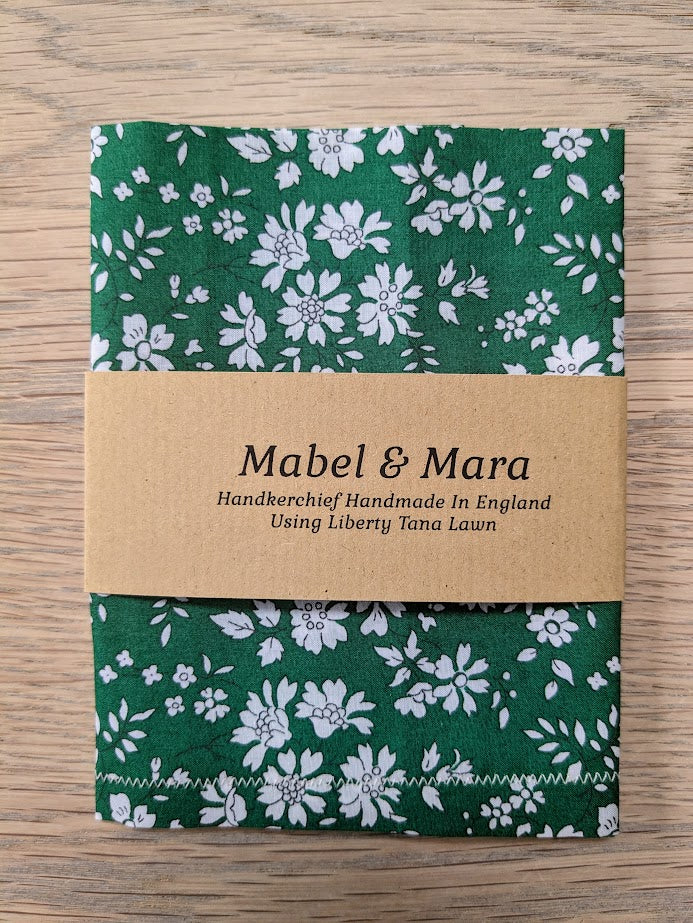 Mabel & Mara
Handkerchief Handmade In England
Using Liberty Tana Lawn